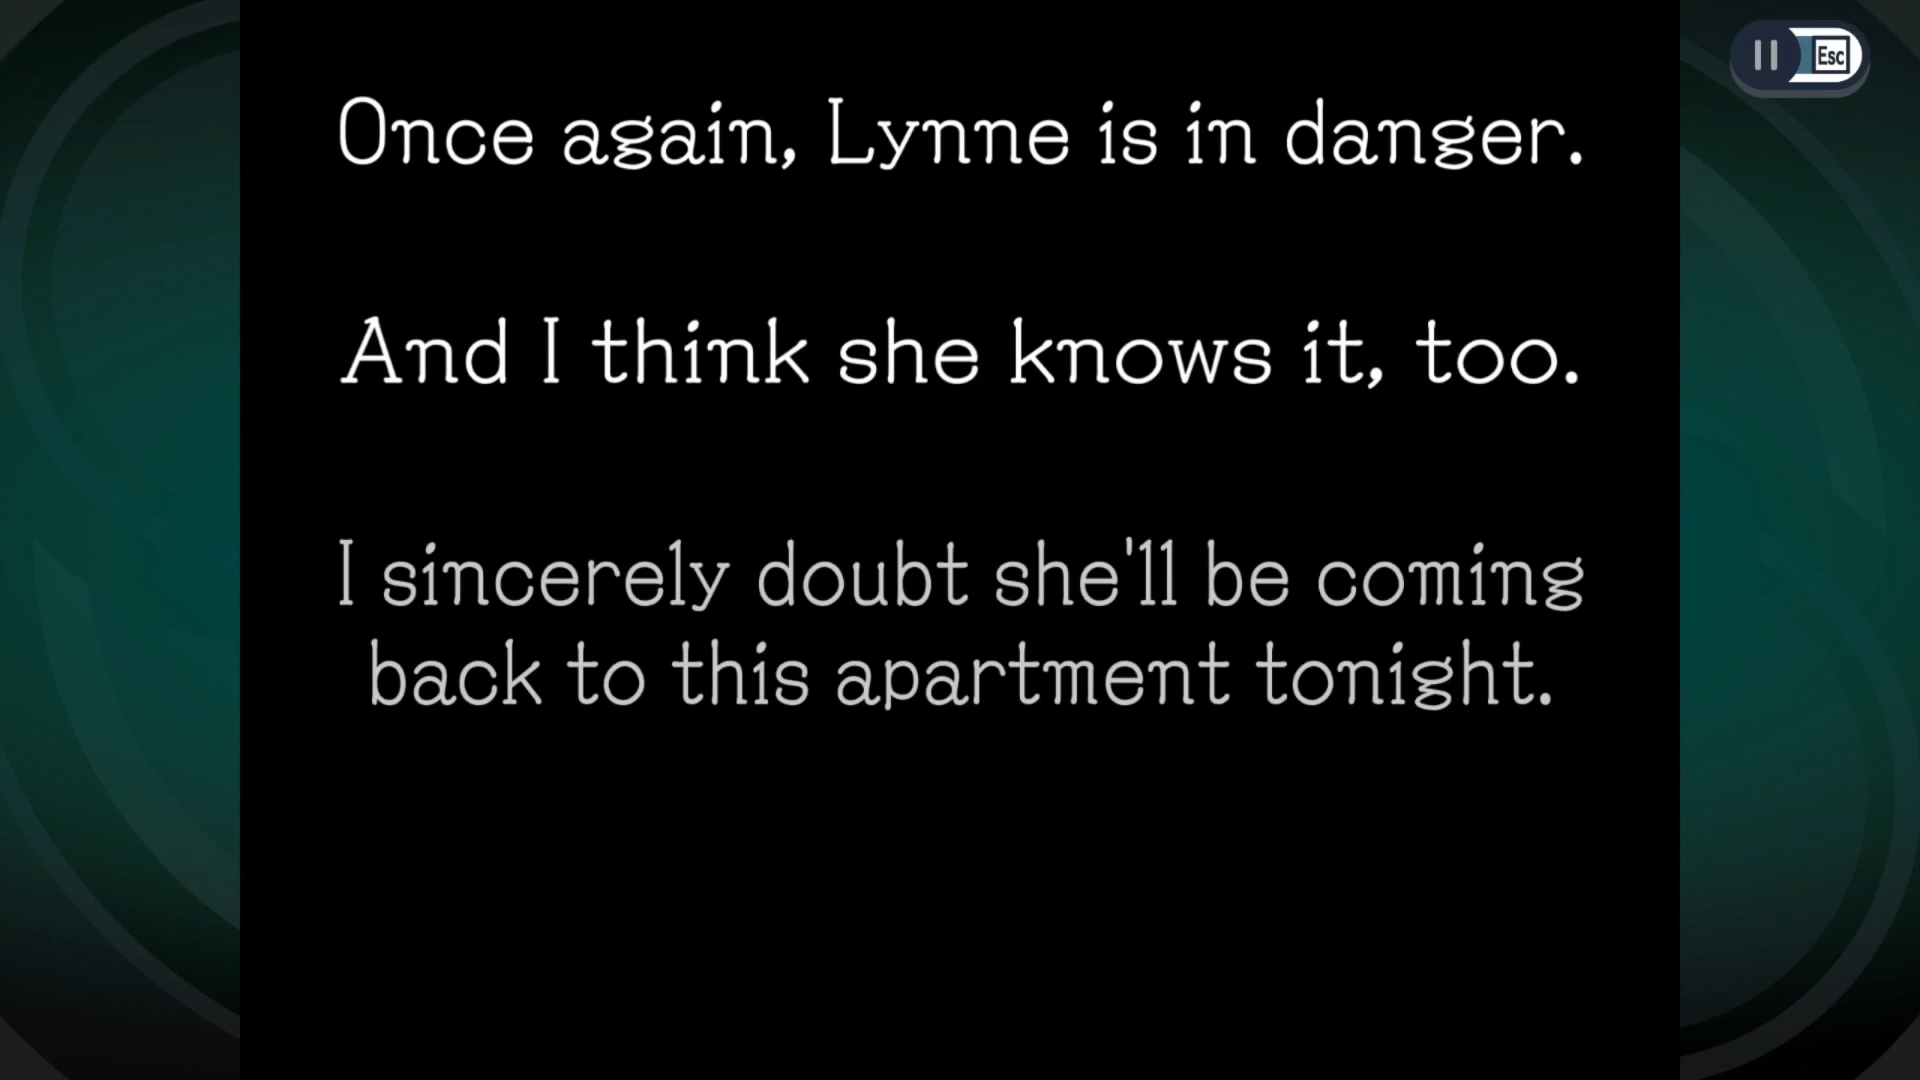 Esc
Once again, Lynne is in danger.
And I think she knows it, too.
I sincerely doubt she'll be coming
back to this apartment tonight.